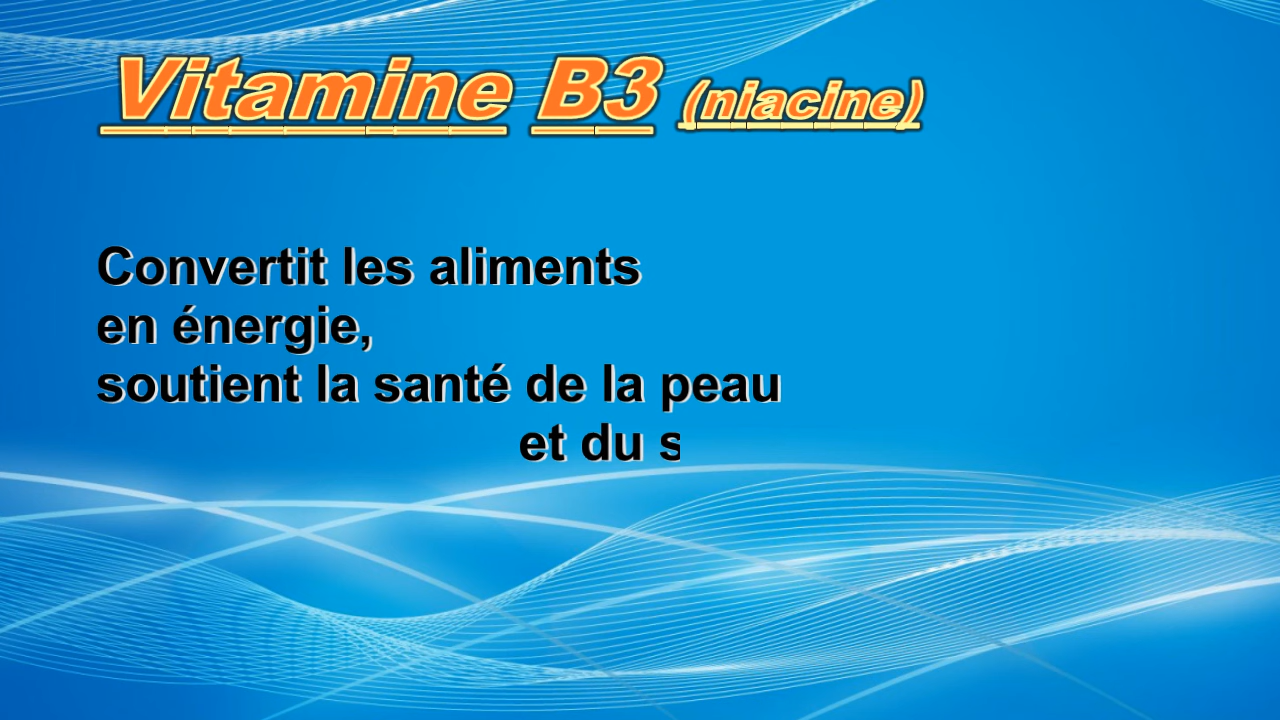 Vitamine B3 (niacine)
Convertit les aliments
en énergie,
soutient la santé de la peau
et du